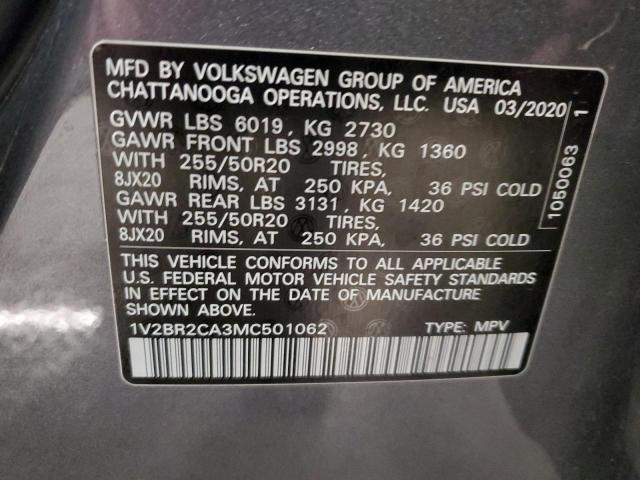 MFD BY VOLKSWAGEN GROUP OF AMERICA
CHATTANOOGA OPERATIONS, LLC. USA 03/2020
GVWR LBS 6019, KG 2730
GAWR FRONT LBS 2998, KG 1360
WITH 255/50R20 TIRES,
8JX20 RIMS, AT 250 KPA, 36 PSI COLD
GAWR REAR LBS 3131, KG 1420
WITH 255/50R20 TIRES,
8JX20 RIMS, AT 250 KPA, 36 PSI COLD
THIS VEHICLE CONFORMS TO ALL APPLICABLE
U.S. FEDERAL MOTOR VEHICLE SAFETY STANDARDS
IN EFFECT ON THE DATE OF MANUFACTURE
SHOWN ABOVE.
1V2BR2CA3MC501062 TYPE: MPV
1050063 1